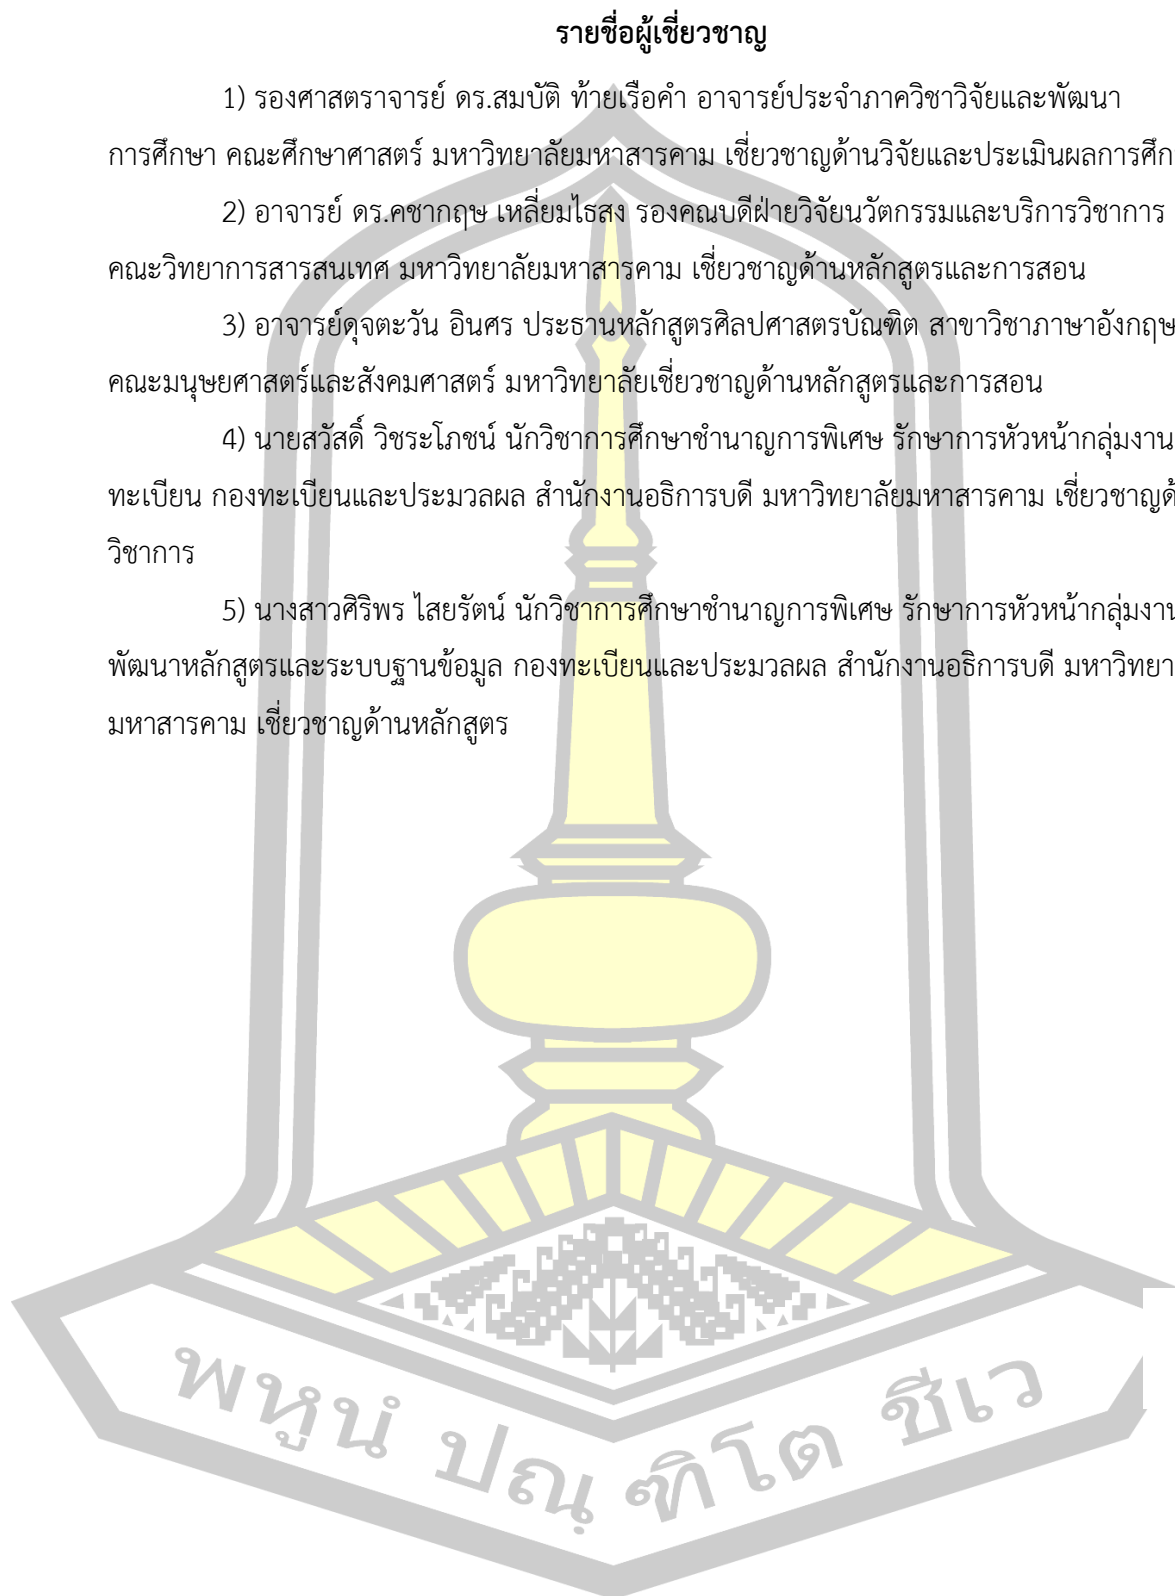 รายชื่อผู้เชี่ยวชาญ
1) รองศาสตราจารย์ ดร.สมบัติ ท้ายเรือคำ อาจารย์ประจำภาควิชาวิจัยและพัฒนา
การศึกษา คณะศึกษาศาสตร์ มหาวิทยาลัยมหาสารคาม เชี่ยวชาญด้านวิจัยและประเมินผลการศึก
2) อาจารย์ ดร.คชากฤษ เหลี่ยมไธสง รองคณบดีฝ่ายวิจัยนวัตกรรมและบริการวิชาการ
คณะวิทยาการสารสนเทศ มหาวิทยาลัยมหาสารคาม เชี่ยวชาญด้านหลักสูตรและการสอน
3) อาจารย์ดุจตะวัน อินศร ประธานหลักสูตรศิลปศาสตรบัณฑิต สาขาวิชาภาษาอังกฤษ
คณะมนุษยศาสตร์และสังคมศาสตร์ มหาวิทยาลัยเชี่ยวชาญด้านหลักสูตรและการสอน
4) นายสวัสดิ์ วิชระโภชน์ นักวิชาการศึกษาชำนาญการพิเศษ รักษาการหัวหน้ากลุ่มงาน
ทะเบียน กองทะเบียนและประมวลผล สำนักงานอธิการบดี มหาวิทยาลัยมหาสารคาม เชี่ยวชาญด้
วิชาการ
5) นางสาวศิริพร ไสยรัตน์ นักวิชาการศึกษาชำนาญการพิเศษ รักษาการหัวหน้ากลุ่มงาน
พัฒนาหลักสูตรและระบบฐานข้อมูล กองทะเบียนและประมวลผล สำนักงานอธิการบดี มหาวิทยา
มหาสารคาม เชี่ยวชาญด้านหลักสูตร
พหูนํ ปณฺ ฑิโต ชีเว